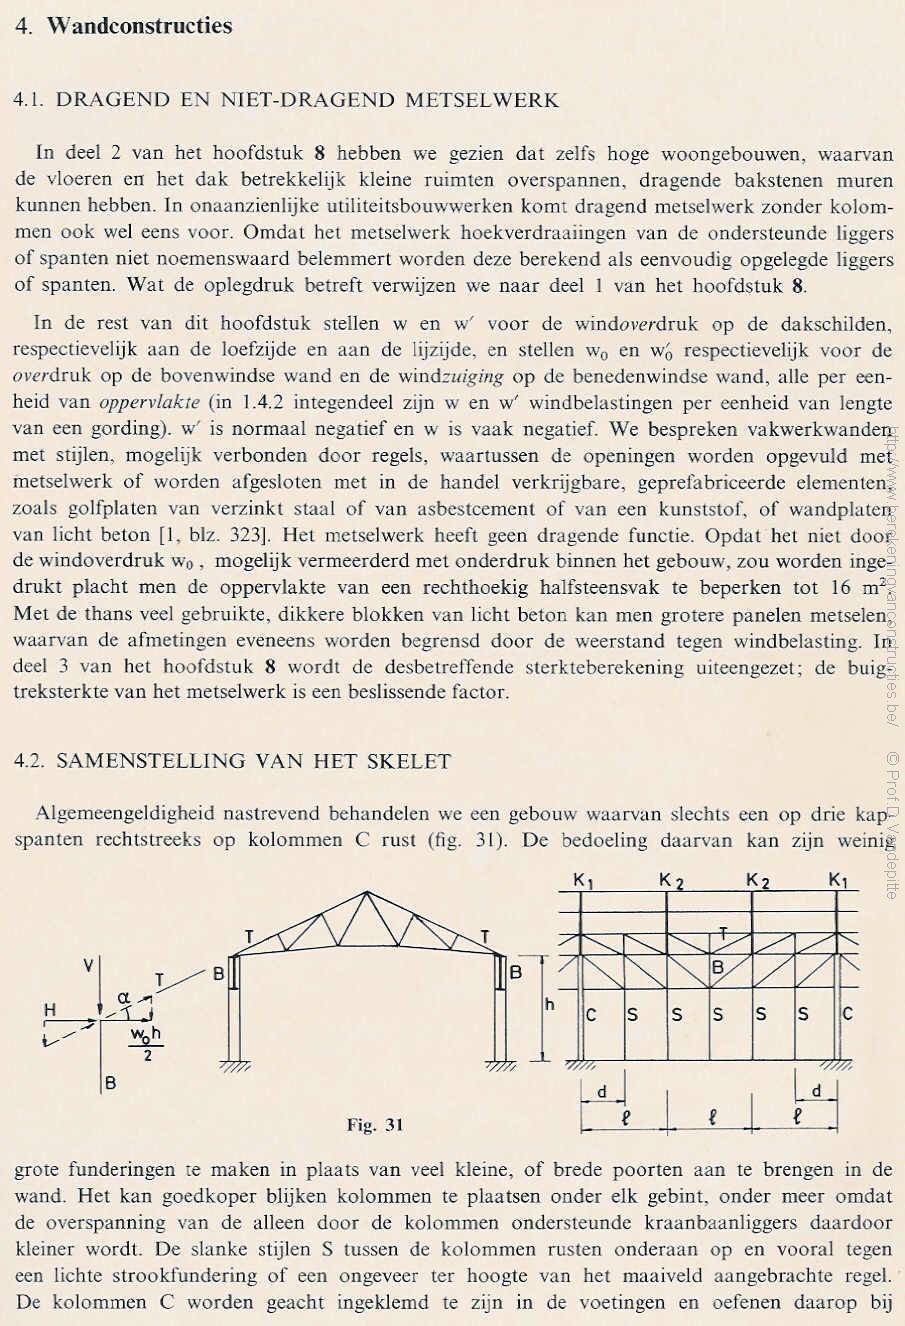 4. Wandconstructies
4.1. DRAGEND EN NIET-DRAGEND METSELWERK
In deel 2 van het hoofdstuk 8 hebben we gezien dat zelfs hoge woongebouwen, waarvan
de vloeren en het dak betrekkelijk kleine ruimten overspannen, dragende bakstenen muren
kunnen hebben. In onaanzienlijke utiliteitsbouwwerken komt dragend metselwerk zonder kolom-
men ook wel eens voor. Omdat het metselwerk hoekverdraaiingen van de ondersteunde liggers
of spanten niet noemenswaard belemmert worden deze berekend als eenvoudig opgelegde liggers
of spanten. Wat de oplegdruk betreft verwijzen we naar deel 1 van het hoofdstuk 8.
In de rest van dit hoofdstuk stellen w en w′ voor de windoverdruk op de dakschilden,
respectievelijk aan de loefzijde en aan de lijzijde, en stellen w₀ en w₀′ respectievelijk voor de
overdruk op de bovenwindse wand en de windzuiging op de benedenwindse wand, alle per een-
heid van oppervlakte (in 1.4.2 integendeel zijn w en w′ windbelastingen per eenheid van lengte
van een gording). w′ is normaal negatief en w is vaak negatief. We bespreken vakwerkwanden
met stijlen, mogelijk verbonden door regels, waartussen de openingen worden opgevuld met
metselwerk of worden afgesloten met in de handel verkrijgbare, geprefabriceerde elementen,
zoals golfplaten van verzinkt staal of van asbestcement of van een kunststof, of wandplaten
van licht beton [1, blz. 323]. Het metselwerk heeft geen dragende functie. Opdat het niet door
de windoverdruk w₀ , mogelijk vermeerderd met onderdruk binnen het gebouw, zou worden inge-
drukt placht men de oppervlakte van een rechthoekig halfsteensvak te beperken tot 16 m².
Met de thans veel gebruikte, dikkere blokken van licht beton kan men grotere panelen metselen,
waarvan de afmetingen eveneens worden begrensd door de weerstand tegen windbelasting. In
deel 3 van het hoofdstuk 8 wordt de desbetreffende sterkteberekening uiteengezet; de buig-
treksterkte van het metselwerk is een beslissende factor.
4.2. SAMENSTELLING VAN HET SKELET
Algemeengeldigheid nastrevend behandelen we een gebouw waarvan slechts een op drie kap-
spanten rechtstreeks op kolommen C rust (fig. 31). De bedoeling daarvan kan zijn weinig
K1 K2 K2 K1
T T T
V α T B B B
H h
C S S S S S C
w₀h
2
B
d d
ℓ ℓ ℓ
Fig. 31
grote funderingen te maken in plaats van veel kleine, of brede poorten aan te brengen in de
wand. Het kan goedkoper blijken kolommen te plaatsen onder elk gebint, onder meer omdat
de overspanning van de alleen door de kolommen ondersteunde kraanbaanliggers daardoor
kleiner wordt. De slanke stijlen S tussen de kolommen rusten onderaan op en vooral tegen
een lichte strookfundering of een ongeveer ter hoogte van het maaiveld aangebrachte regel.
De kolommen C worden geacht ingeklemd te zijn in de voetingen en oefenen daarop bij
http://www.berekeningvanconstructies.be/ © Prof.D.Vandepitte